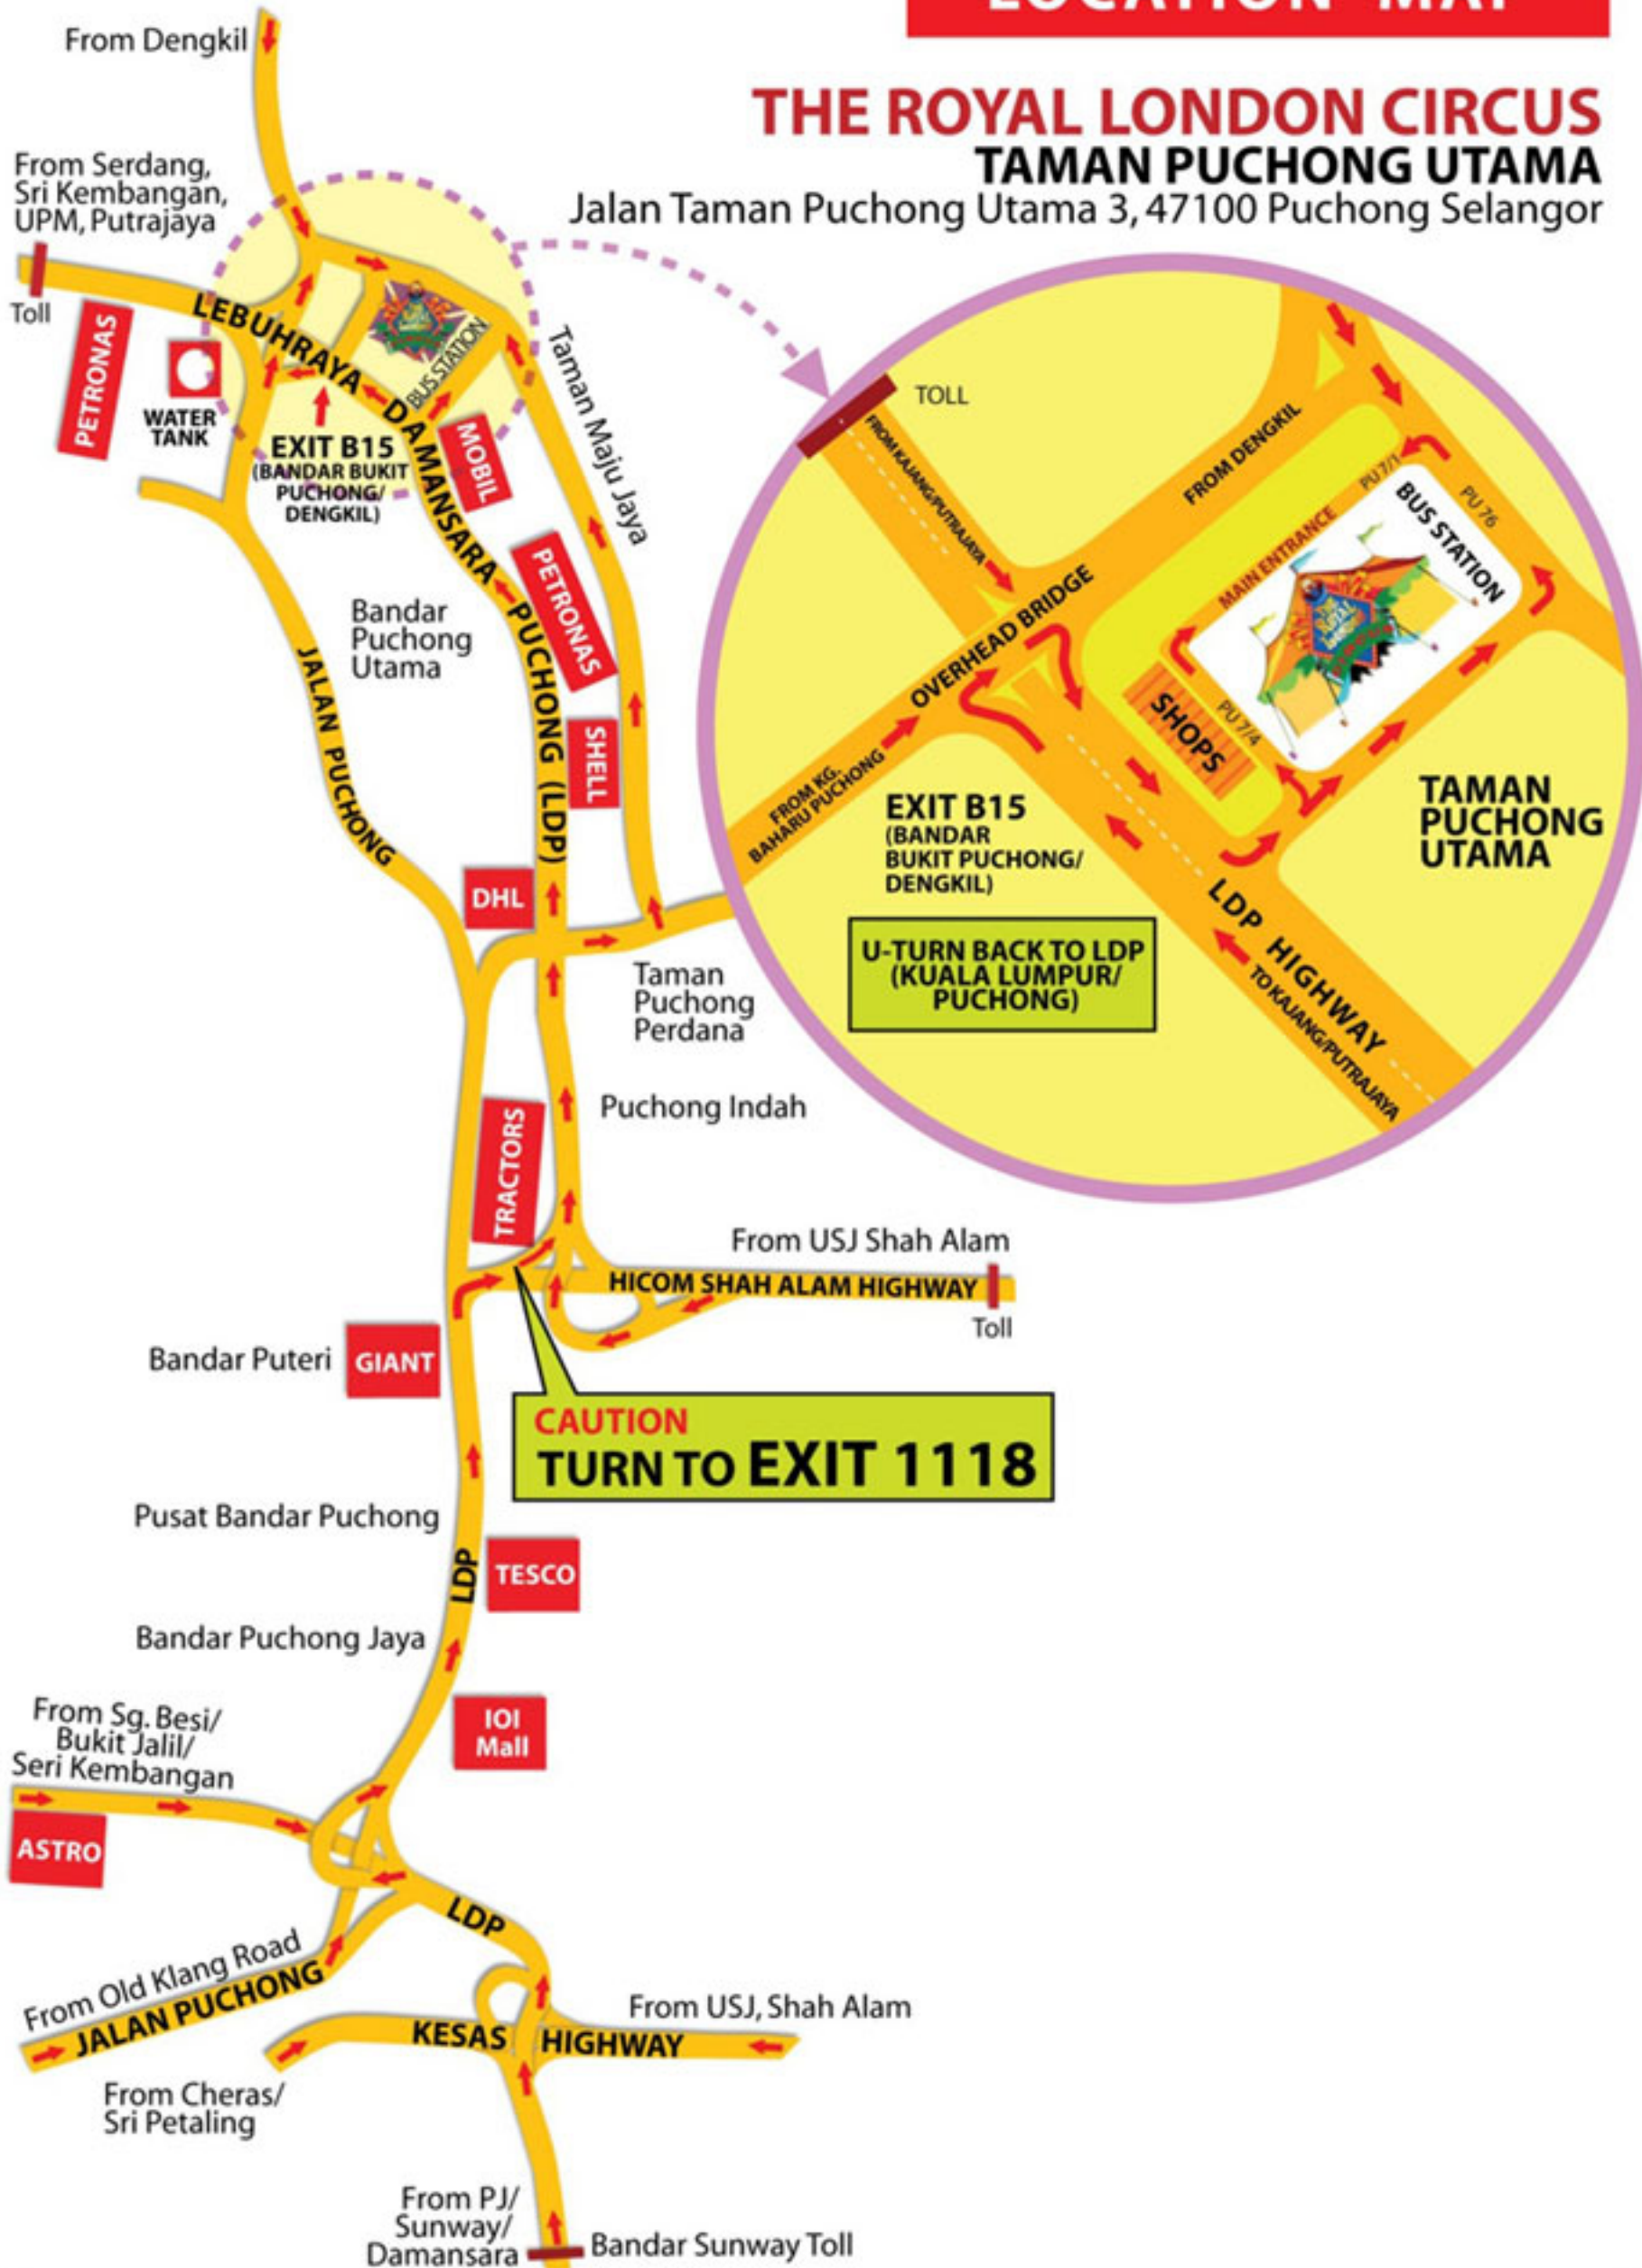 LOCATION MAP
THE ROYAL LONDON CIRCUS
TAMAN PUCHONG UTAMA
Jalan Taman Puchong Utama 3, 47100 Puchong Selangor
From Dengkil
From Serdang,
Sri Kembangan,
UPM, Putrajaya
Toll
PETRONAS
WATER
TANK
LEBUHRAYA DAMANSARA PUCHONG (LDP)
BUS STATION
EXIT B15
(BANDAR BUKIT
PUCHONG/
DENGKIL)
MOBIL
Taman Maju Jaya
PETRONAS
Bandar
Puchong
Utama
JALAN PUCHONG
SHELL
DHL
Taman
Puchong
Perdana
TRACTORS
Puchong Indah
From USJ Shah Alam
HICOM SHAH ALAM HIGHWAY
Toll
TOLL
FROM KAJANG/PUTRAJAYA
FROM DENGKIL
PU 7/1
PU 76
BUS STATION
MAIN ENTRANCE
OVERHEAD BRIDGE
SHOPS
PU 7/4
FROM KG.
BAHARU PUCHONG
EXIT B15
(BANDAR
BUKIT PUCHONG/
DENGKIL)
TAMAN
PUCHONG
UTAMA
U-TURN BACK TO LDP
(KUALA LUMPUR/
PUCHONG)
LDP HIGHWAY
TO KAJANG/PUTRAJAYA
Bandar Puteri
GIANT
CAUTION
TURN TO EXIT 1118
Pusat Bandar Puchong
LDP
TESCO
Bandar Puchong Jaya
IOI
Mall
From Sg. Besi/
Bukit Jalil/
Seri Kembangan
ASTRO
LDP
From Old Klang Road
JALAN PUCHONG
From USJ, Shah Alam
KESAS HIGHWAY
From Cheras/
Sri Petaling
From PJ/
Sunway/
Damansara
Bandar Sunway Toll